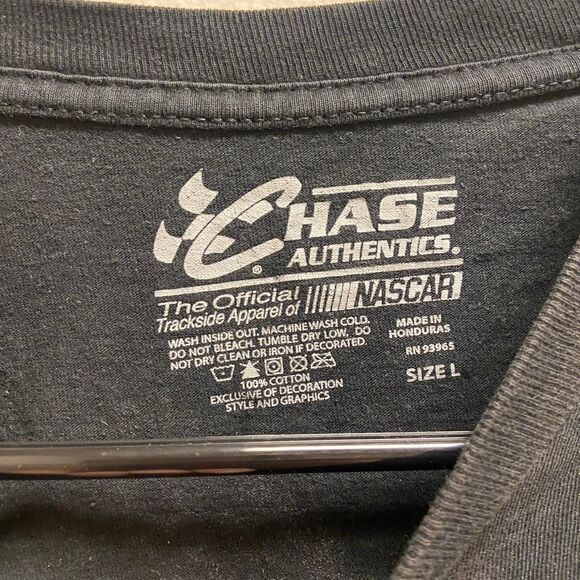 CHASE
AUTHENTICS®
®
The Official
Trackside Apparel of NASCAR
WASH INSIDE OUT. MACHINE WASH COLD.
DO NOT BLEACH. TUMBLE DRY LOW. DO
NOT DRY CLEAN OR IRON IF DECORATED.
100% COTTON
EXCLUSIVE OF DECORATION
STYLE AND GRAPHICS
MADE IN
HONDURAS
RN 93965
SIZE L